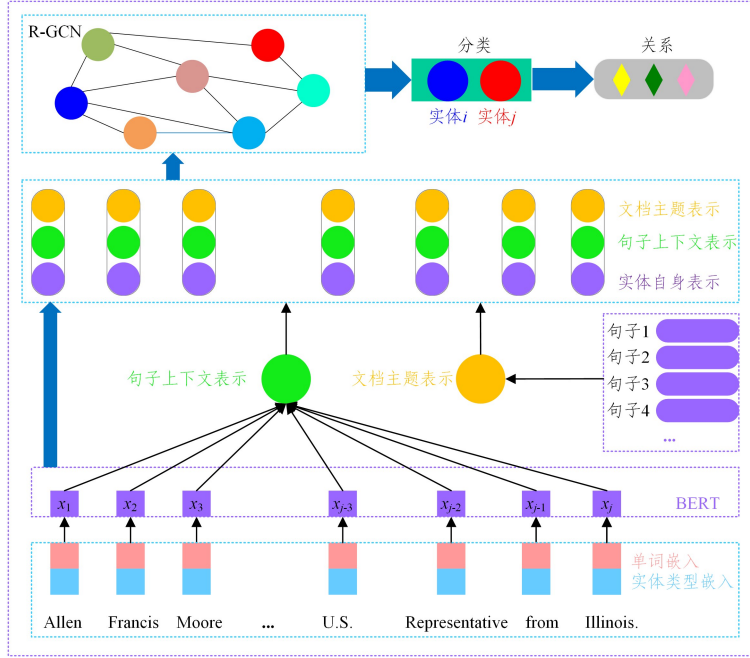 R-GCN
分类
关系
实体i 实体j
文档主题表示
句子上下文表示
实体自身表示
句子上下文表示
文档主题表示
句子1
句子2
句子3
句子4
...
x1 x2 x3 xj-3 xj-2 xj-1 xj
BERT
单词嵌入
实体类型嵌入
Allen Francis Moore ... U.S. Representative from Illinois.